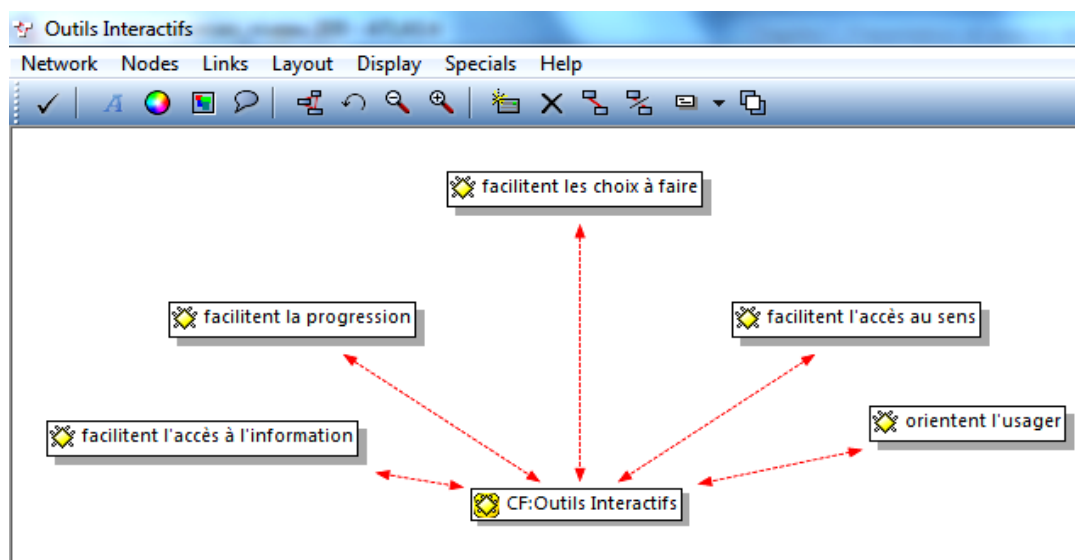 Outils Interactifs
Network Nodes Links Layout Display Specials Help
facilitent les choix à faire
facilitent la progression
facilitent l'accès au sens
facilitent l'accès à l'information
orientent l'usager
CF:Outils Interactifs